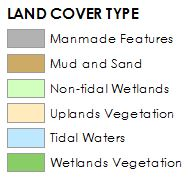 LAND COVER TYPE
Manmade Features
Mud and Sand
Non-tidal Wetlands
Uplands Vegetation
Tidal Waters
Wetlands Vegetation